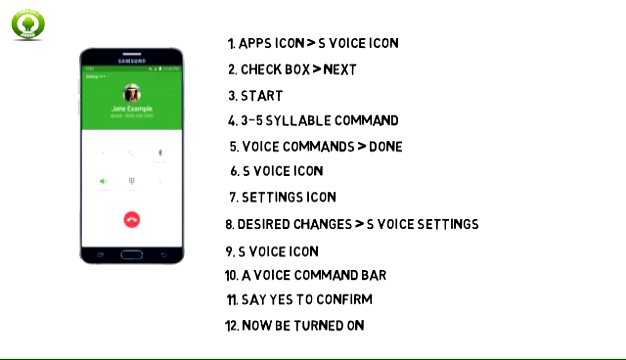 SAMSUNG
Jane Example
1. APPS ICON > S VOICE ICON
2. CHECK BOX > NEXT
3. START
4. 3-5 SYLLABLE COMMAND
5. VOICE COMMANDS > DONE
6. S VOICE ICON
7. SETTINGS ICON
8. DESIRED CHANGES > S VOICE SETTINGS
9. S VOICE ICON
10. A VOICE COMMAND BAR
11. SAY YES TO CONFIRM
12. NOW BE TURNED ON